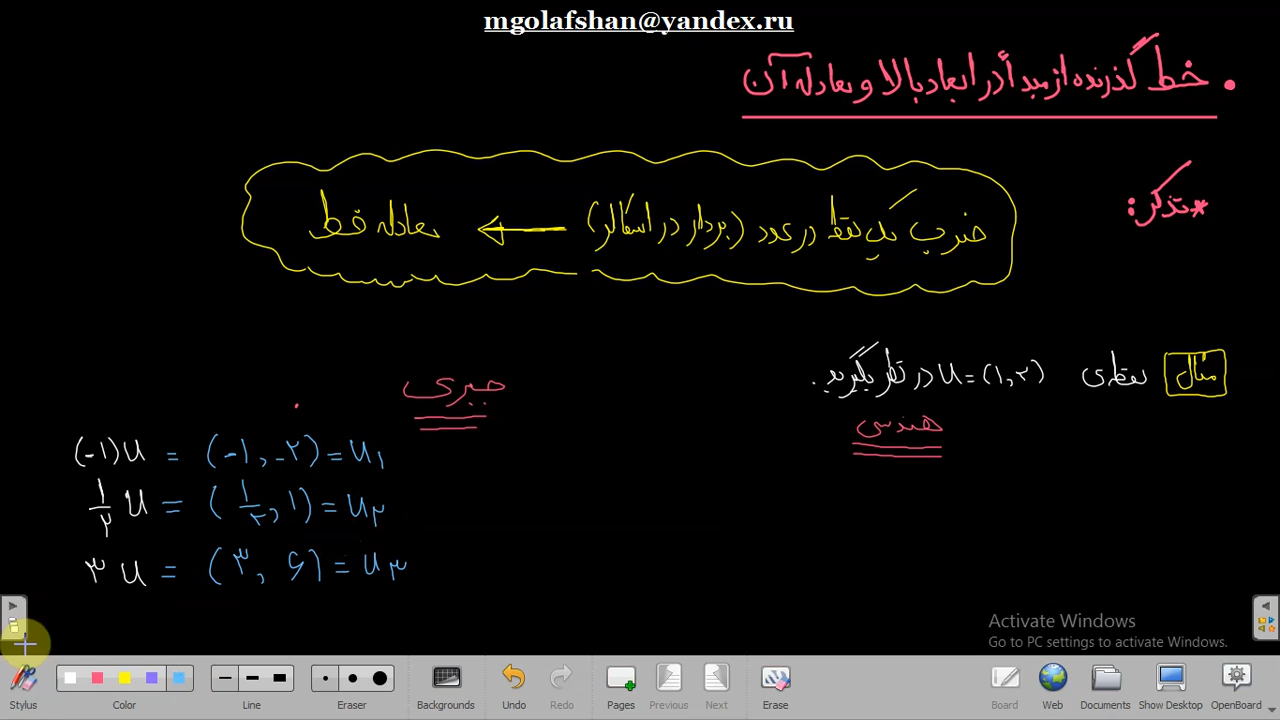 mgolafshan@yandex.ru
• خط گذرنده از مبدأ در ابعاد بالا و معادله آن
*تذکر:
ضرب یک نقطه در عدد (بردار در اسکالر) ← معادله خط
مثال نقطه‌ی u=(۱,۲) در نظر بگیرید.
هندسی
جبری
(-۱)u = (-۱, -۲) = u۱
۱/۲ u = (۱/۲, ۱) = u۲
۳ u = (۳, ۶) = u۳
Activate Windows
Go to PC settings to activate Windows.
Stylus Color Line Eraser Backgrounds Undo Redo Pages Previous Next Erase Board Web Documents Show Desktop OpenBoard